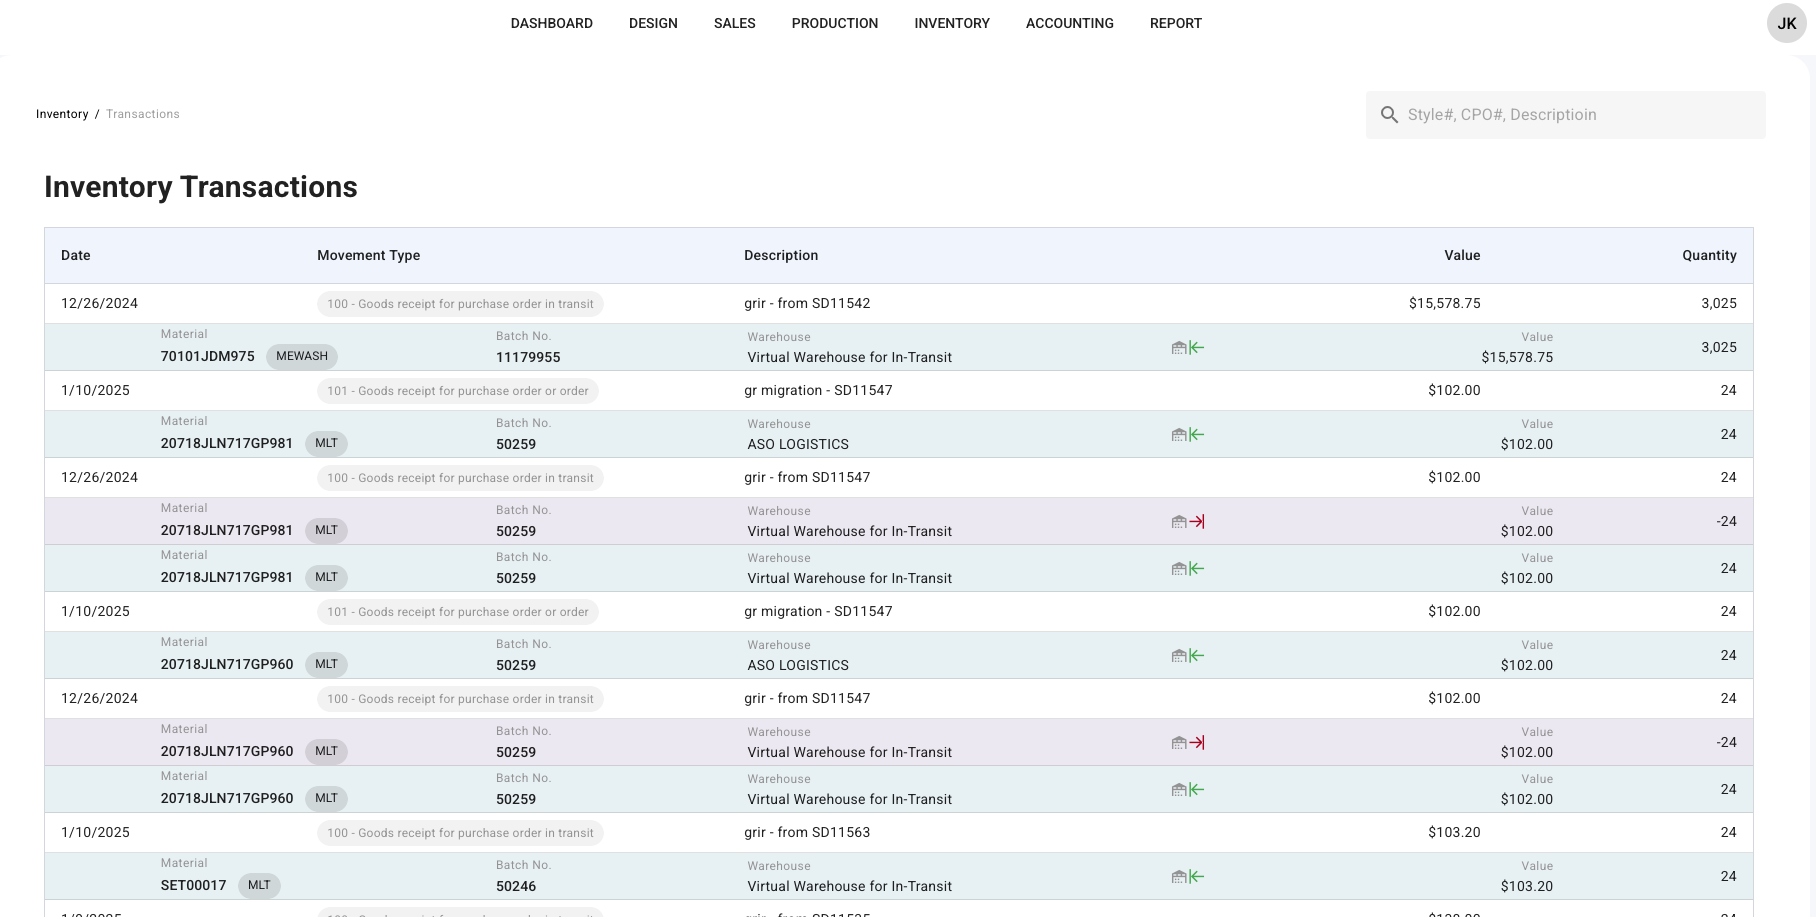 DASHBOARD DESIGN SALES PRODUCTION INVENTORY ACCOUNTING REPORT JK
Inventory / Transactions
Style#, CPO#, Descriptioin
Inventory Transactions
Date Movement Type Description Value Quantity
12/26/2024 100 - Goods receipt for purchase order in transit grir - from SD11542 $15,578.75 3,025
Material Batch No. Warehouse Value
70101JDM975 MEWASH 11179955 Virtual Warehouse for In-Transit $15,578.75 3,025
1/10/2025 101 - Goods receipt for purchase order or order gr migration - SD11547 $102.00 24
Material Batch No. Warehouse Value
20718JLN717GP981 MLT 50259 ASO LOGISTICS $102.00 24
12/26/2024 100 - Goods receipt for purchase order in transit grir - from SD11547 $102.00 24
Material Batch No. Warehouse Value
20718JLN717GP981 MLT 50259 Virtual Warehouse for In-Transit $102.00 -24
Material Batch No. Warehouse Value
20718JLN717GP981 MLT 50259 Virtual Warehouse for In-Transit $102.00 24
1/10/2025 101 - Goods receipt for purchase order or order gr migration - SD11547 $102.00 24
Material Batch No. Warehouse Value
20718JLN717GP960 MLT 50259 ASO LOGISTICS $102.00 24
12/26/2024 100 - Goods receipt for purchase order in transit grir - from SD11547 $102.00 24
Material Batch No. Warehouse Value
20718JLN717GP960 MLT 50259 Virtual Warehouse for In-Transit $102.00 -24
Material Batch No. Warehouse Value
20718JLN717GP960 MLT 50259 Virtual Warehouse for In-Transit $102.00 24
1/10/2025 100 - Goods receipt for purchase order in transit grir - from SD11563 $103.20 24
Material Batch No. Warehouse Value
SET00017 MLT 50246 Virtual Warehouse for In-Transit $103.20 24